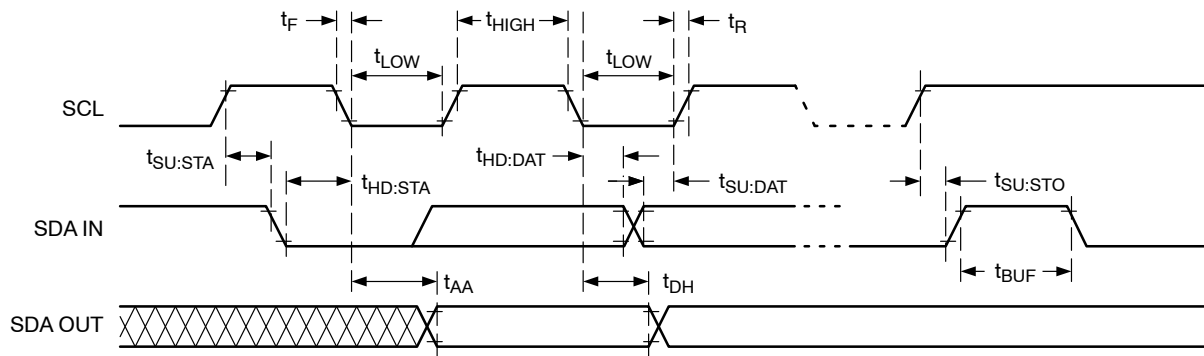 tF
tHIGH
tR
tLOW
tLOW
SCL
tSU:STA
tHD:STA
tHD:DAT
tSU:DAT
tSU:STO
SDA IN
tAA
tDH
tBUF
SDA OUT